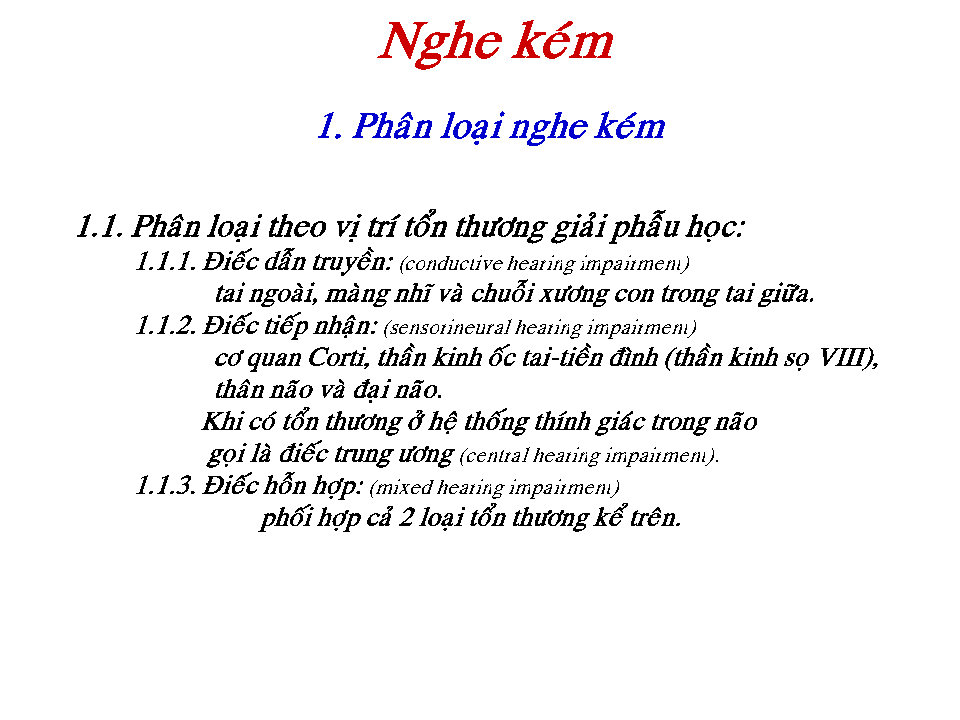 Nghe kém
1. Phân loại nghe kém
1.1. Phân loại theo vị trí tổn thương giải phẫu học:
1.1.1. Điếc dẫn truyền: (conductive hearing impairment)
tai ngoài, màng nhĩ và chuỗi xương con trong tai giữa.
1.1.2. Điếc tiếp nhận: (sensorineural hearing impairment)
cơ quan Corti, thần kinh ốc tai-tiền đình (thần kinh sọ VIII),
thân não và đại não.
Khi có tổn thương ở hệ thống thính giác trong não
gọi là điếc trung ương (central hearing impairment).
1.1.3. Điếc hỗn hợp: (mixed hearing impairment)
phối hợp cả 2 loại tổn thương kể trên.